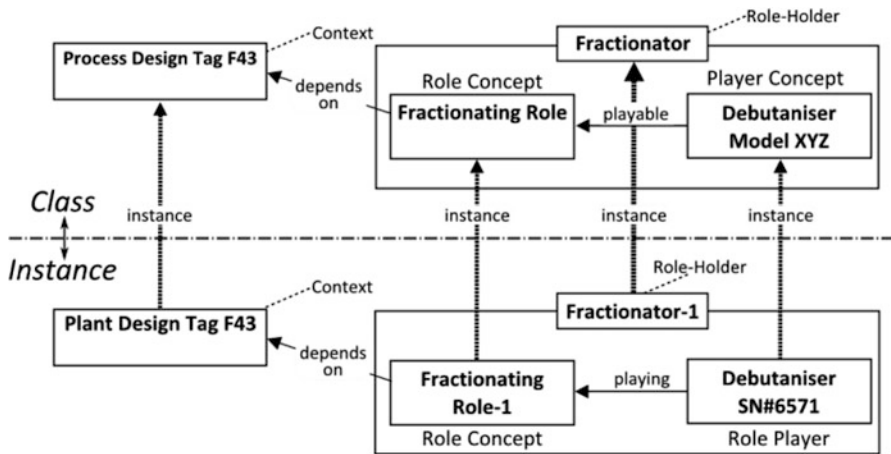 Role-Holder
Context
Fractionator
Process Design Tag F43
Role Concept
Player Concept
depends
on
Fractionating Role
playable
Debutaniser
Model XYZ
Class
instance
instance
instance
instance
Instance
Role-Holder
Context
Fractionator-1
Plant Design Tag F43
depends
on
Fractionating
Role-1
playing
Debutaniser
SN#6571
Role Concept
Role Player